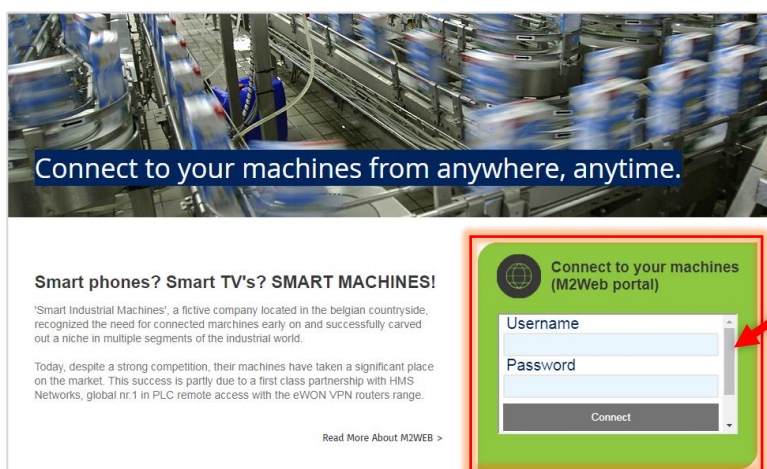 Connect to your machines from anywhere, anytime.
Smart phones? Smart TV's? SMART MACHINES!
'Smart Industrial Machines', a fictive company located in the belgian countryside,
recognized the need for connected marchines early on and successfully carved
out a niche in multiple segments of the industrial world.
Today, despite a strong competition, their machines have taken a significant place
on the market. This success is partly due to a first class partnership with HMS
Networks, global nr.1 in PLC remote access with the eWON VPN routers range.
Read More About M2WEB >
Connect to your machines
(M2Web portal)
Username
Password
Connect